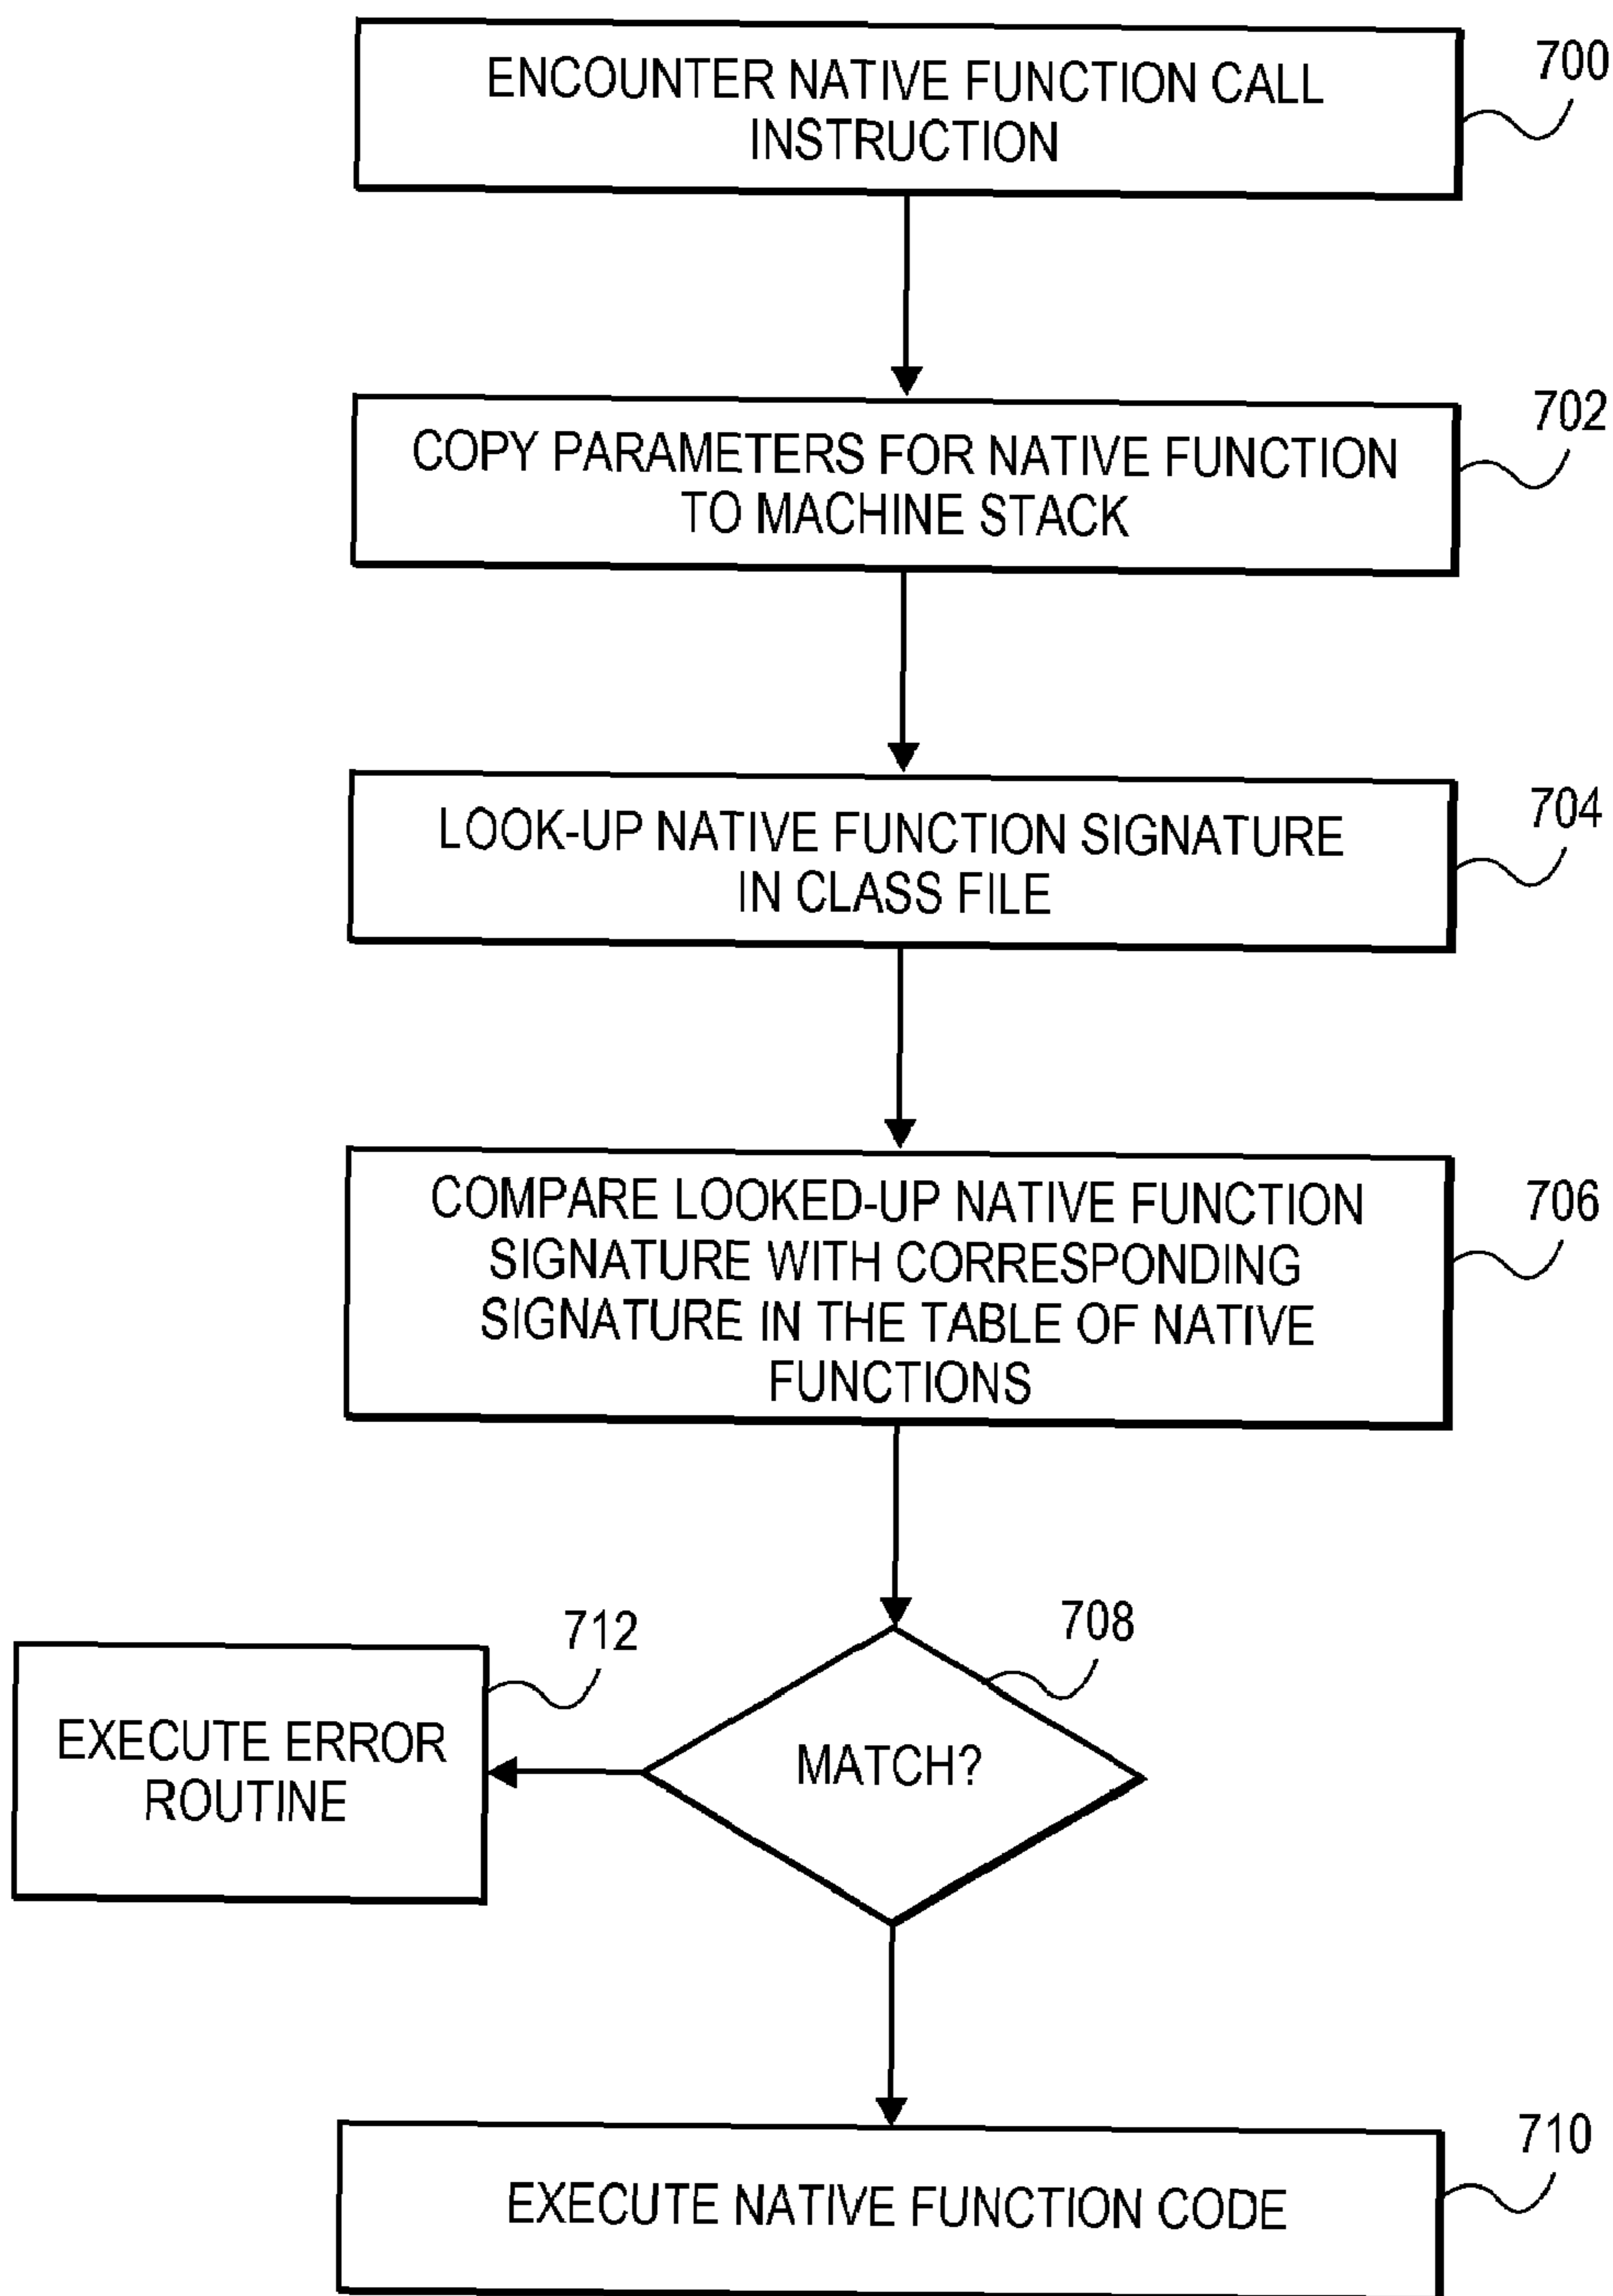 700
ENCOUNTER NATIVE FUNCTION CALL
INSTRUCTION
702
COPY PARAMETERS FOR NATIVE FUNCTION
TO MACHINE STACK
704
LOOK-UP NATIVE FUNCTION SIGNATURE
IN CLASS FILE
706
COMPARE LOOKED-UP NATIVE FUNCTION
SIGNATURE WITH CORRESPONDING
SIGNATURE IN THE TABLE OF NATIVE
FUNCTIONS
708
MATCH?
712
EXECUTE ERROR
ROUTINE
710
EXECUTE NATIVE FUNCTION CODE